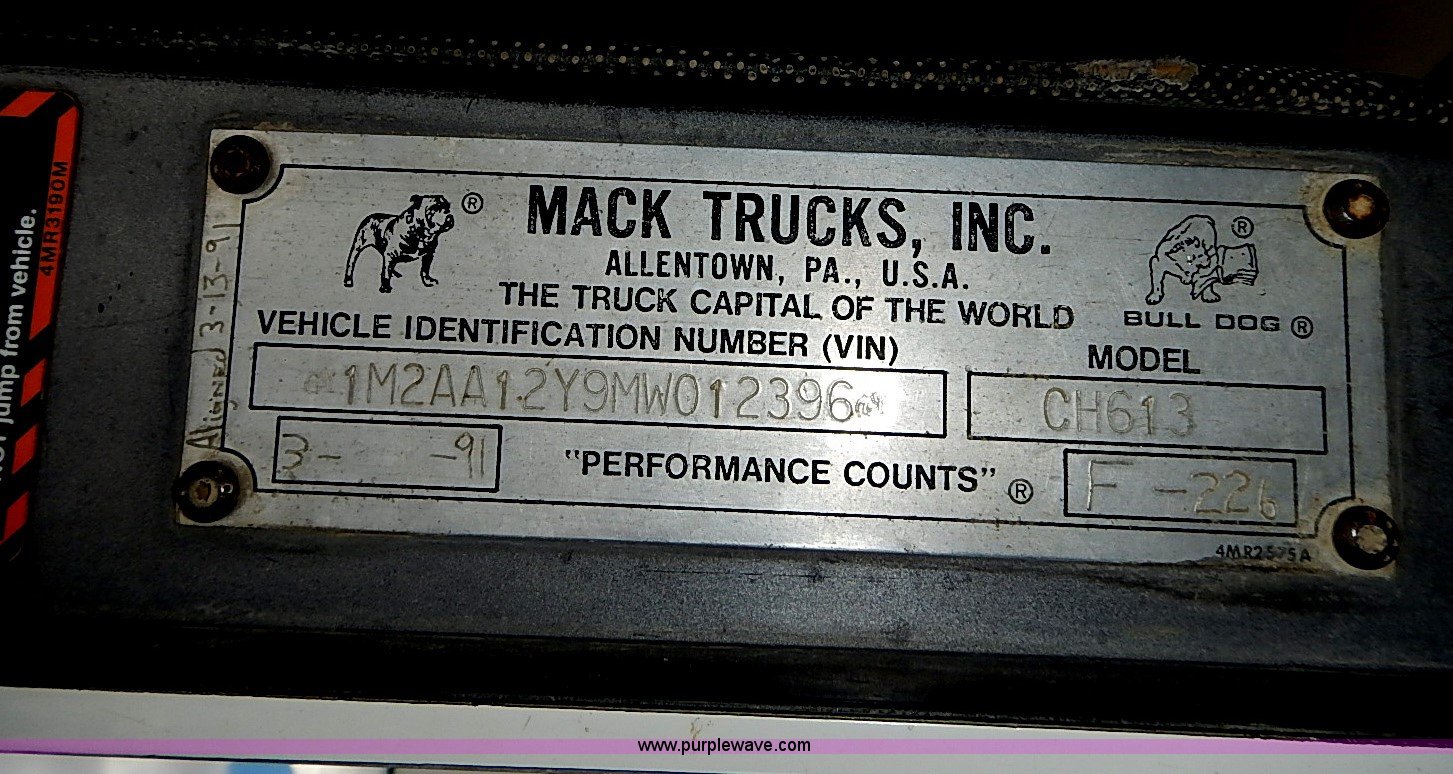 MACK TRUCKS, INC.
ALLENTOWN, PA., U.S.A.
THE TRUCK CAPITAL OF THE WORLD
BULL DOG ®
®
®
VEHICLE IDENTIFICATION NUMBER (VIN)
MODEL
1M2AA12Y9MW012396
CH613
3- -91
"PERFORMANCE COUNTS" ®
F -226
4MR2575A
Aligned 3-13-91
jump from vehicle.
4MR3190M
www.purplewave.com